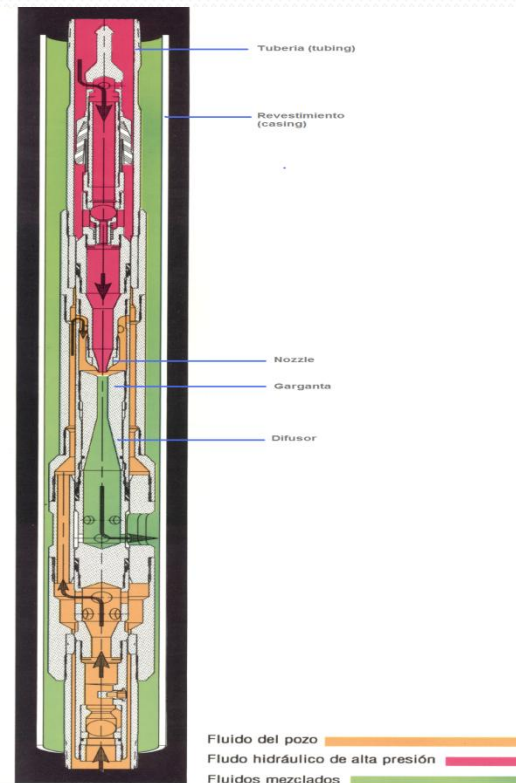 Tuberia (tubing)
Revestimiento
(casing)
Nozzle
Garganta
Difusor
Fluido del pozo
Fludo hidráulico de alta presión
Fluidos mezclados